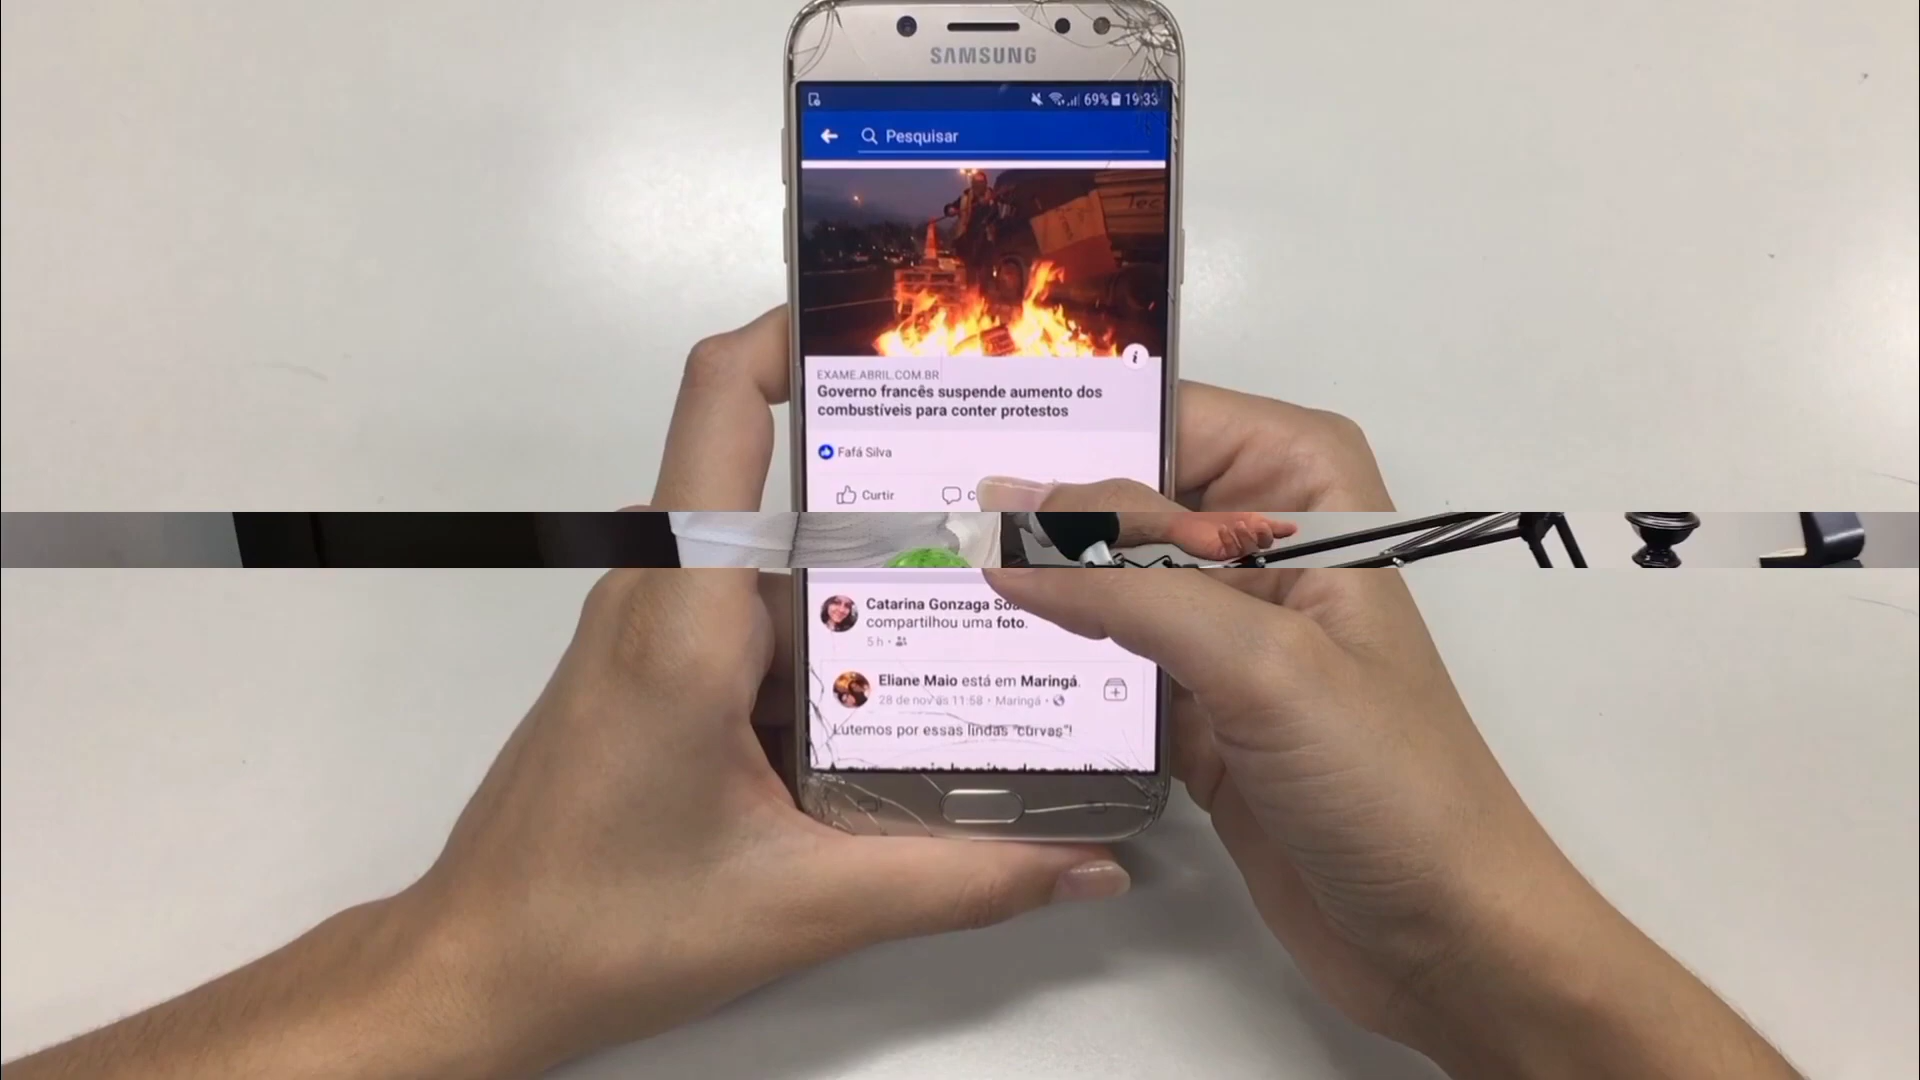 SAMSUNG
69% 19:33
Pesquisar
Tec
EXAME.ABRIL.COM.BR
Governo francês suspende aumento dos
combustíveis para conter protestos
Fafá Silva
Curtir
Catarina Gonzaga
compartilhou uma foto.
5 h
Eliane Maio está em Maringá.
28 de nov às 11:58 • Maringá •
Lutemos por essas lindas "curvas"!